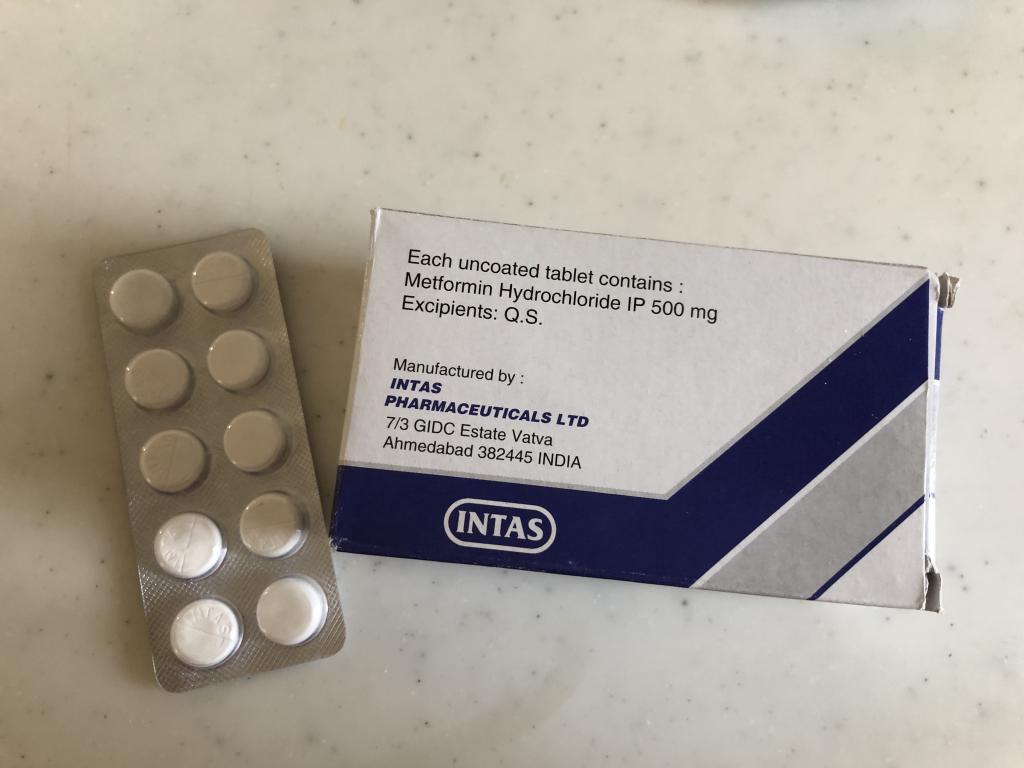 Each uncoated tablet contains :
Metformin Hydrochloride IP 500 mg
Excipients: Q.S.
Manufactured by :
INTAS
PHARMACEUTICALS LTD
7/3 GIDC Estate Vatva
Ahmedabad 382445 INDIA
INTAS